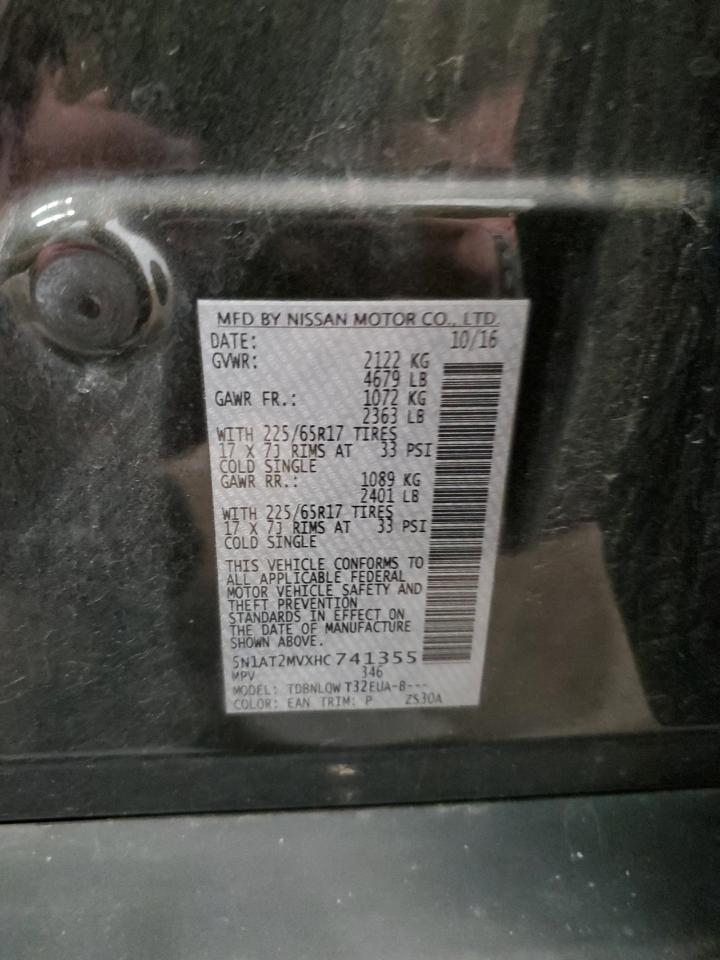 MFD BY NISSAN MOTOR CO., LTD.
DATE: 10/16
GVWR: 2122 KG
4679 LB
GAWR FR.: 1072 KG
2363 LB
WITH 225/65R17 TIRES
17 X 7J RIMS AT 33 PSI
COLD SINGLE
GAWR RR.: 1089 KG
2401 LB
WITH 225/65R17 TIRES
17 X 7J RIMS AT 33 PSI
COLD SINGLE
THIS VEHICLE CONFORMS TO
ALL APPLICABLE FEDERAL
MOTOR VEHICLE SAFETY AND
THEFT PREVENTION
STANDARDS IN EFFECT ON
THE DATE OF MANUFACTURE
SHOWN ABOVE.
5N1AT2MVXHC741355
MPV 346
MODEL: TDBNLQW T32EUA-B---
COLOR: EAN TRIM: P ZS30A